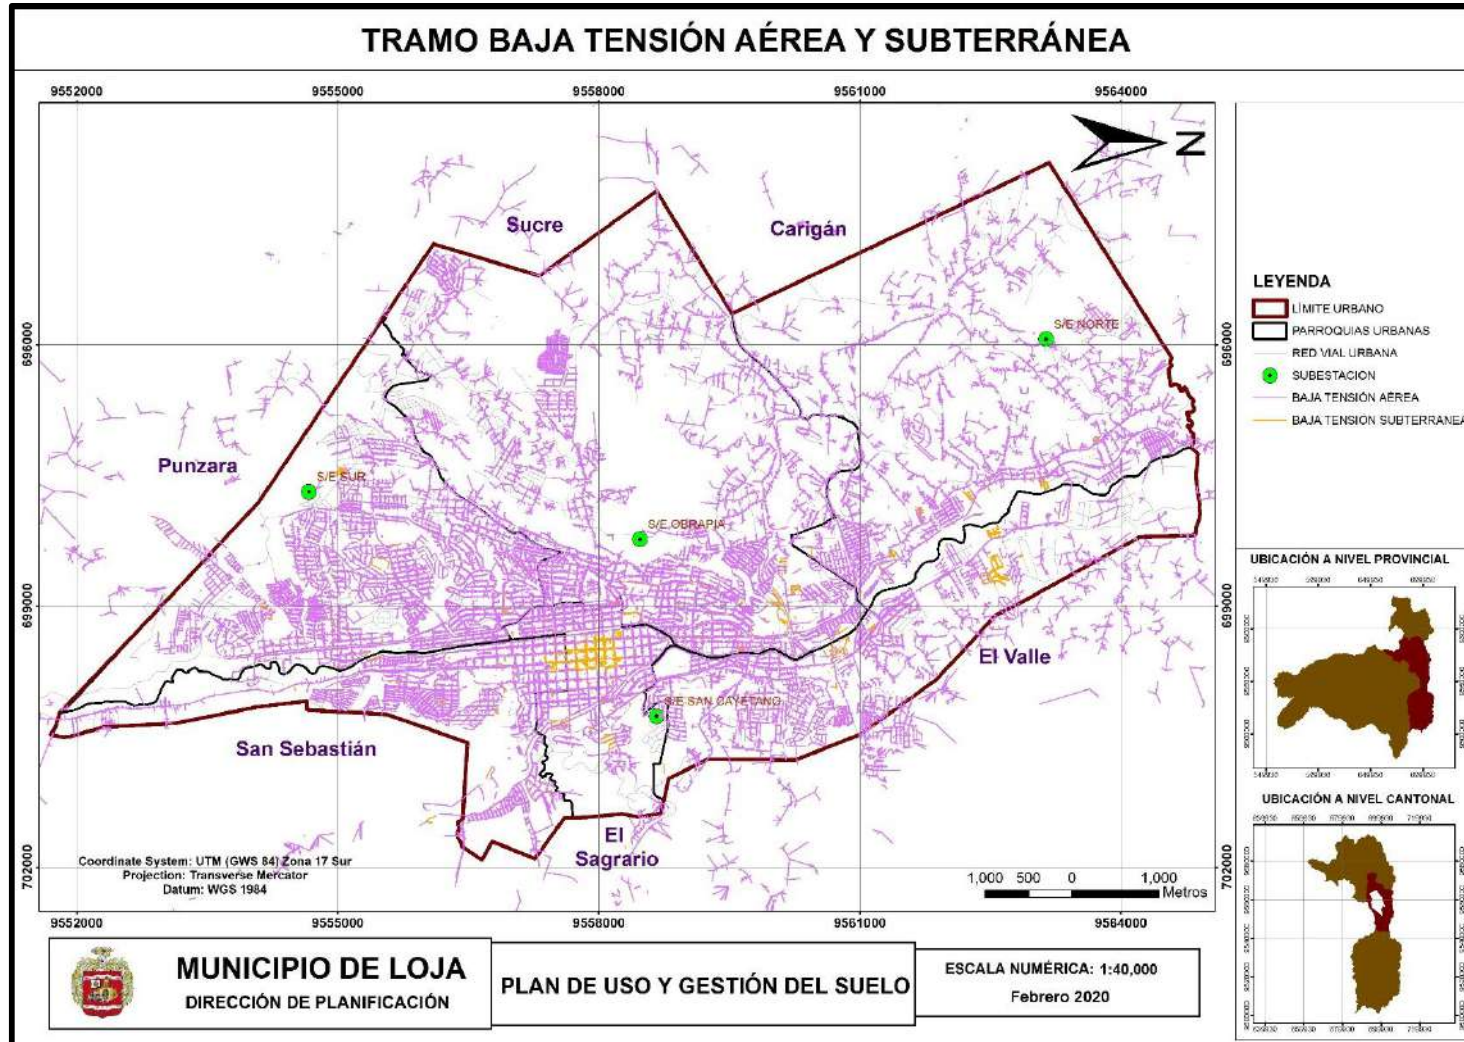 TRAMO BAJA TENSIÓN AÉREA Y SUBTERRÁNEA
9552000 9555000 9558000 9561000 9564000
N
Sucre
Carigán
S/E NORTE
696000 696000
Punzara
S/E SUR
S/E OBRAPIA
699000 699000
El Valle
S/E SAN CAYETANO
San Sebastián
El
Sagrario
702000 702000
Coordinate System: UTM (GWS 84) Zona 17 Sur
Projection: Transverse Mercator
Datum: WGS 1984
1,000 500 0 1,000
Metros
9552000 9555000 9558000 9561000 9564000
LEYENDA
LÍMITE URBANO
PARROQUIAS URBANAS
RED VIAL URBANA
SUBESTACION
BAJA TENSIÓN AÉREA
BAJA TENSIÓN SUBTERRANEA
UBICACIÓN A NIVEL PROVINCIAL
UBICACIÓN A NIVEL CANTONAL
MUNICIPIO DE LOJA
DIRECCIÓN DE PLANIFICACIÓN
PLAN DE USO Y GESTIÓN DEL SUELO
ESCALA NUMÉRICA: 1:40,000
Febrero 2020